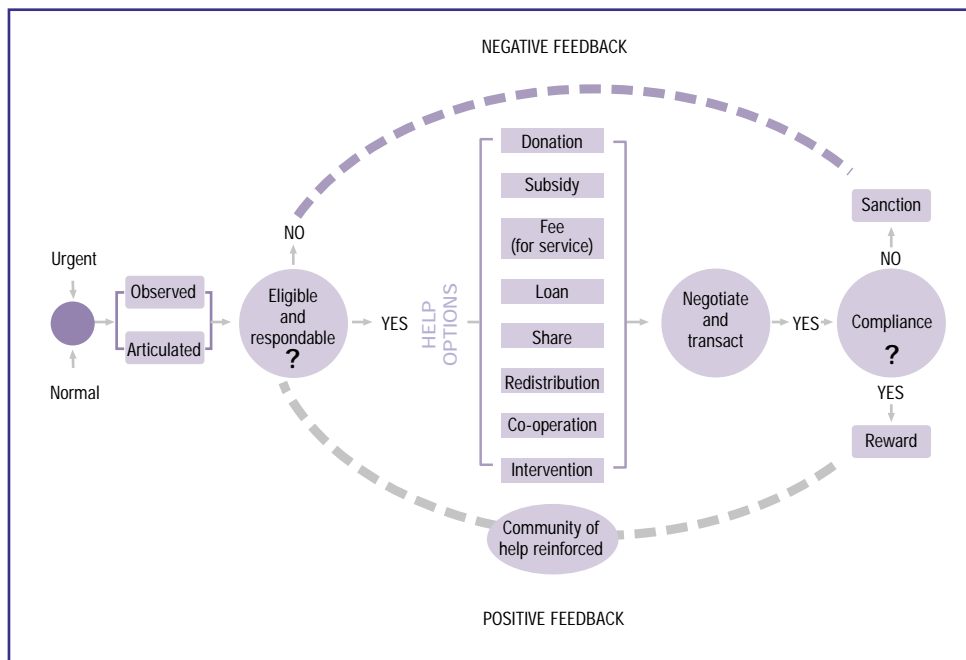 NEGATIVE FEEDBACK
Urgent
Normal
Observed
Articulated
NO
Eligible
and
respondable
?
YES
HELP
OPTIONS
Donation
Subsidy
Fee
(for service)
Loan
Share
Redistribution
Co-operation
Intervention
Negotiate
and
transact
YES
Sanction
NO
Compliance
?
YES
Reward
Community of
help reinforced
POSITIVE FEEDBACK